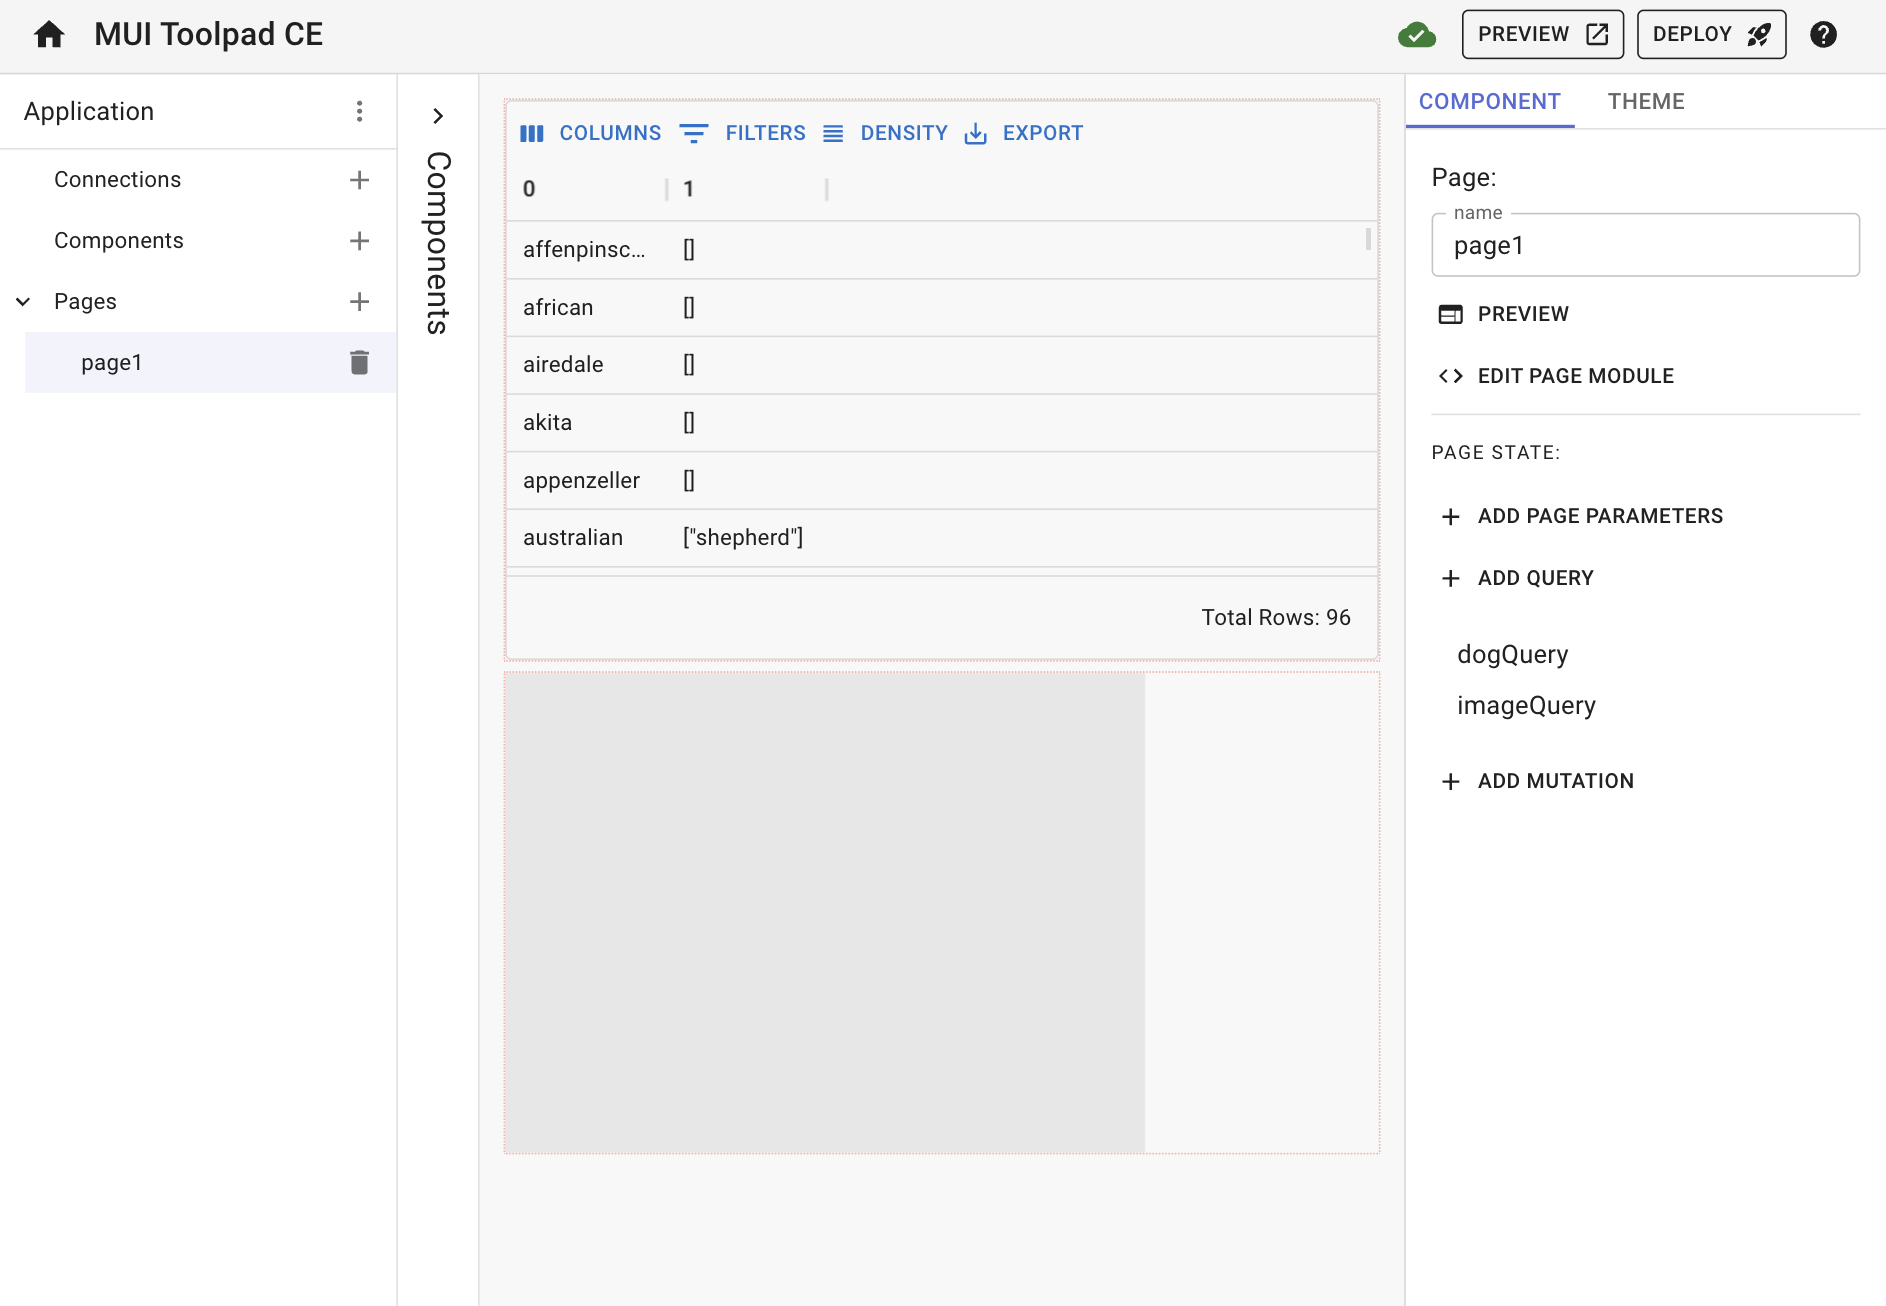 MUI Toolpad CE
PREVIEW
DEPLOY
Application
Connections
Components
Pages
page1
Components
COLUMNS FILTERS DENSITY EXPORT
0 1
affenpinsc... []
african []
airedale []
akita []
appenzeller []
australian ["shepherd"]
Total Rows: 96
COMPONENT THEME
Page:
name
page1
PREVIEW
EDIT PAGE MODULE
PAGE STATE:
ADD PAGE PARAMETERS
ADD QUERY
dogQuery
imageQuery
ADD MUTATION